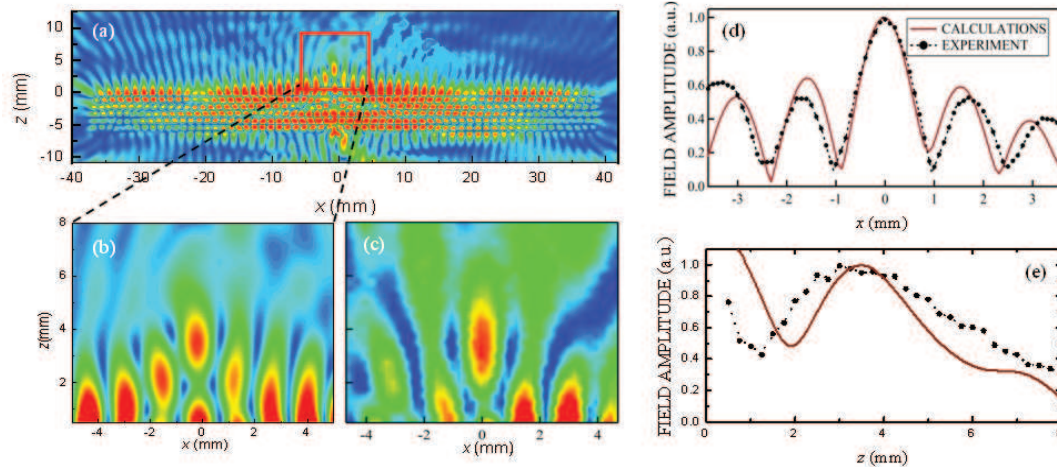 (a)
z (mm)
10
5
0
-5
-10
-40 -30 -20 -10 0 10 20 30 40
x (mm)
(b)
z(mm)
8
6
4
2
-4 -2 0 2 4
x (mm)
(c)
-4 -2 0 2 4
x (mm)
(d)
CALCULATIONS
EXPERIMENT
FIELD AMPLITUDE (a.u.)
1.0
0.8
0.6
0.4
0.2
0.0
-3 -2 -1 0 1 2 3
x (mm)
(e)
FIELD AMPLITUDE (a.u.)
1.0
0.8
0.6
0.4
0.2
0.0
0 2 4 6 8
z (mm)